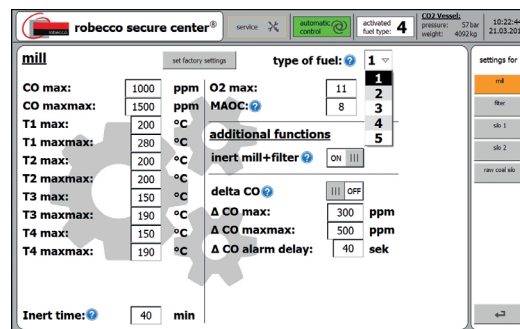 robecco
robecco secure center®
service
automatic control
activated fuel type: 4
CO2 Vessel:
pressure: 57 bar
weight: 4092 kg
10:22:44
21.03.201
mill
set factory settings
type of fuel: ? 1
1
2
3
4
5
CO max: 1000 ppm
CO maxmax: 1500 ppm
T1 max: 200 °C
T1 maxmax: 280 °C
T2 max: 200 °C
T2 maxmax: 200 °C
T3 max: 150 °C
T3 maxmax: 190 °C
T4 max: 150 °C
T4 maxmax: 190 °C
Inert time: ? 40 min
O2 max: 11
MAOC: ? 8
additional functions
inert mill+filter ? ON
delta CO ? OFF
Δ CO max: 300 ppm
Δ CO maxmax: 500 ppm
Δ CO alarm delay: 40 sek
settings for
mill
filter
silo 1
silo 2
raw coal silo